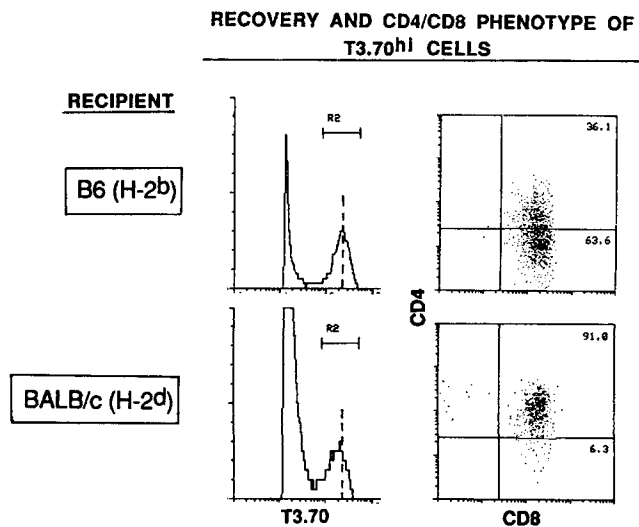 RECOVERY AND CD4/CD8 PHENOTYPE OF
T3.70hi CELLS
RECIPIENT
R2
36.1
B6 (H-2b)
63.6
CD4
R2
91.0
BALB/c (H-2d)
6.3
T3.70
CD8